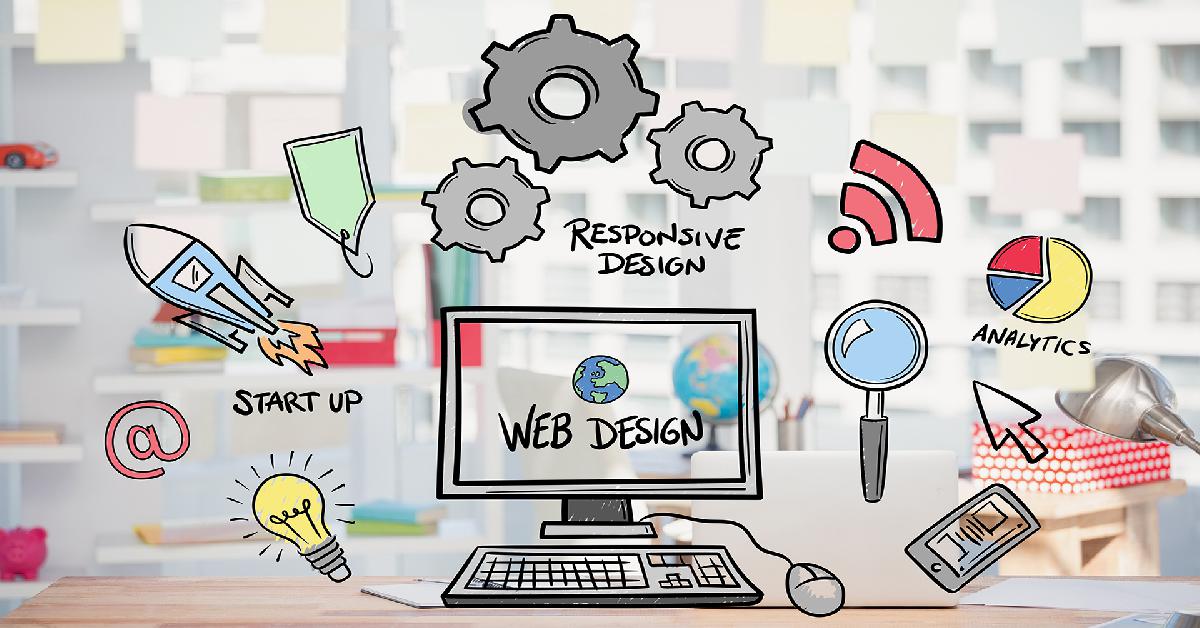 RESPONSIVE
DESIGN
ANALYTICS
START UP
@
WEB DESIGN